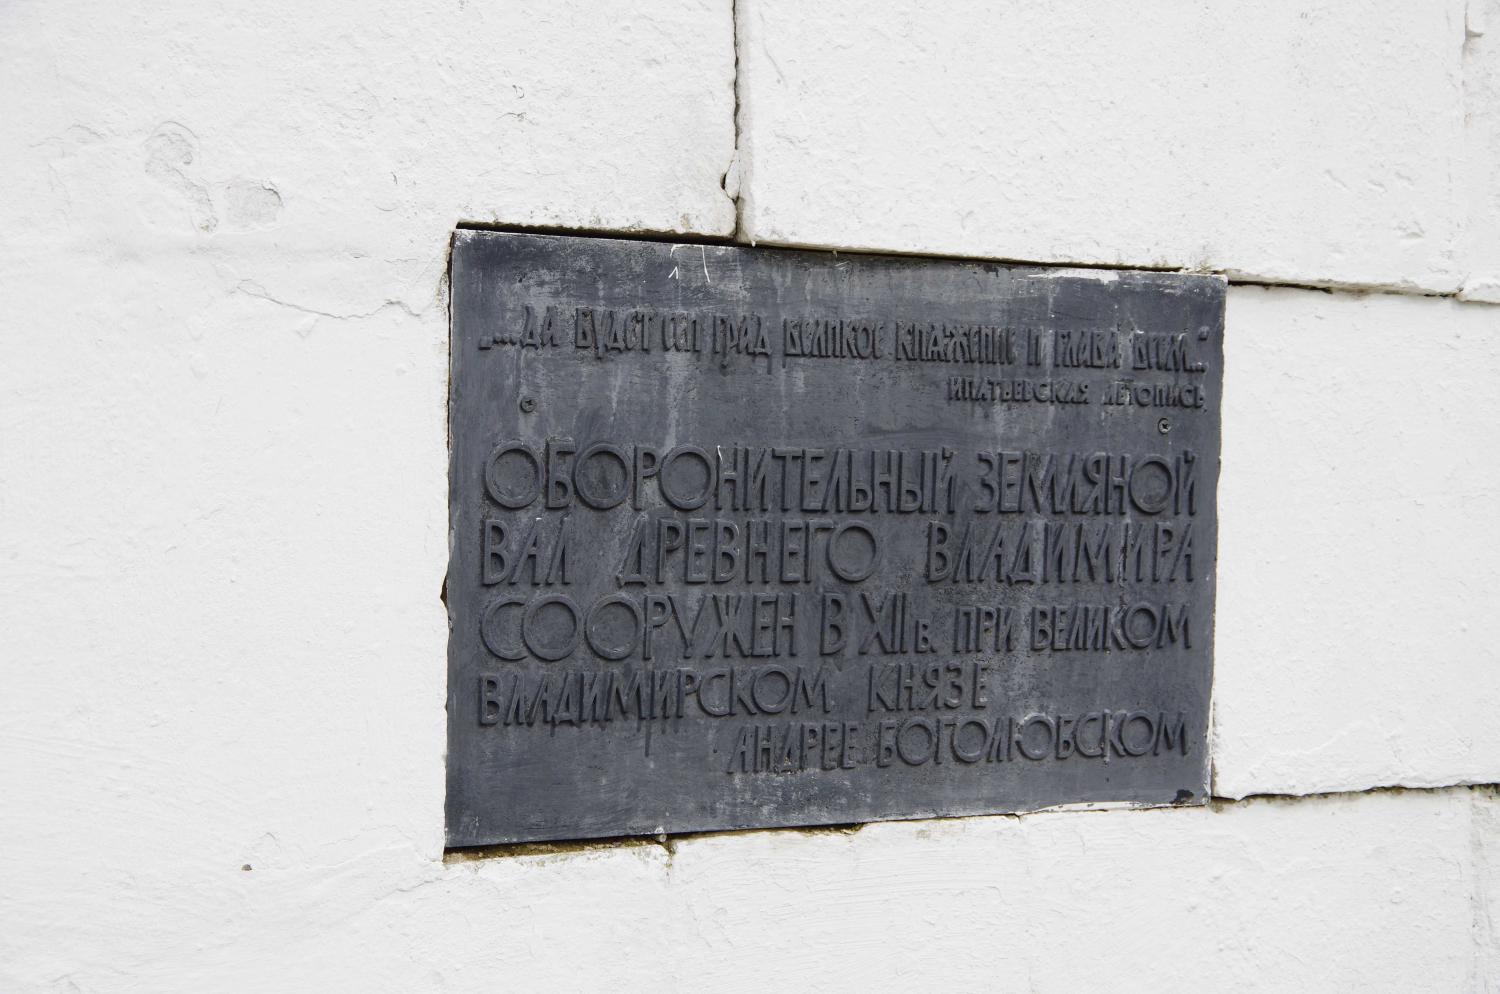 „...ДА БУДЕТ СЕЙ ГРАД ВЕЛИКОЕ КНЯЖЕНИЕ И ГЛАВА ВСЕМ..."
ИПАТЬЕВСКАЯ ЛЕТОПИСЬ
ОБОРОНИТЕЛЬНЫЙ ЗЕМЛЯНОЙ
ВАЛ ДРЕВНЕГО ВЛАДИМИРА
СООРУЖЕН В XII в. ПРИ ВЕЛИКОМ
ВЛАДИМИРСКОМ КНЯЗЕ
АНДРЕЕ БОГОЛЮБСКОМ